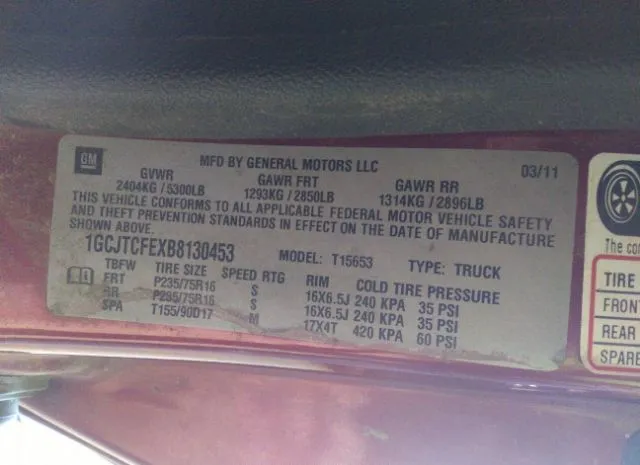 GM
MFD BY GENERAL MOTORS LLC
03/11
GVWR GAWR FRT GAWR RR
2404KG / 5300LB 1293KG / 2850LB 1314KG / 2896LB
THIS VEHICLE CONFORMS TO ALL APPLICABLE FEDERAL MOTOR VEHICLE SAFETY
AND THEFT PREVENTION STANDARDS IN EFFECT ON THE DATE OF MANUFACTURE
SHOWN ABOVE.
1GCJTCFEXB8130453 MODEL: T15653 TYPE: TRUCK
TBFW TIRE SIZE SPEED RTG RIM COLD TIRE PRESSURE
FRT P235/75R16 S 16X6.5J 240 KPA 35 PSI
RR P235/75R16 S 16X6.5J 240 KPA 35 PSI
SPA T155/90D17 M 17X4T 420 KPA 60 PSI
The
TIRE
FRONT
REAR
SPARE